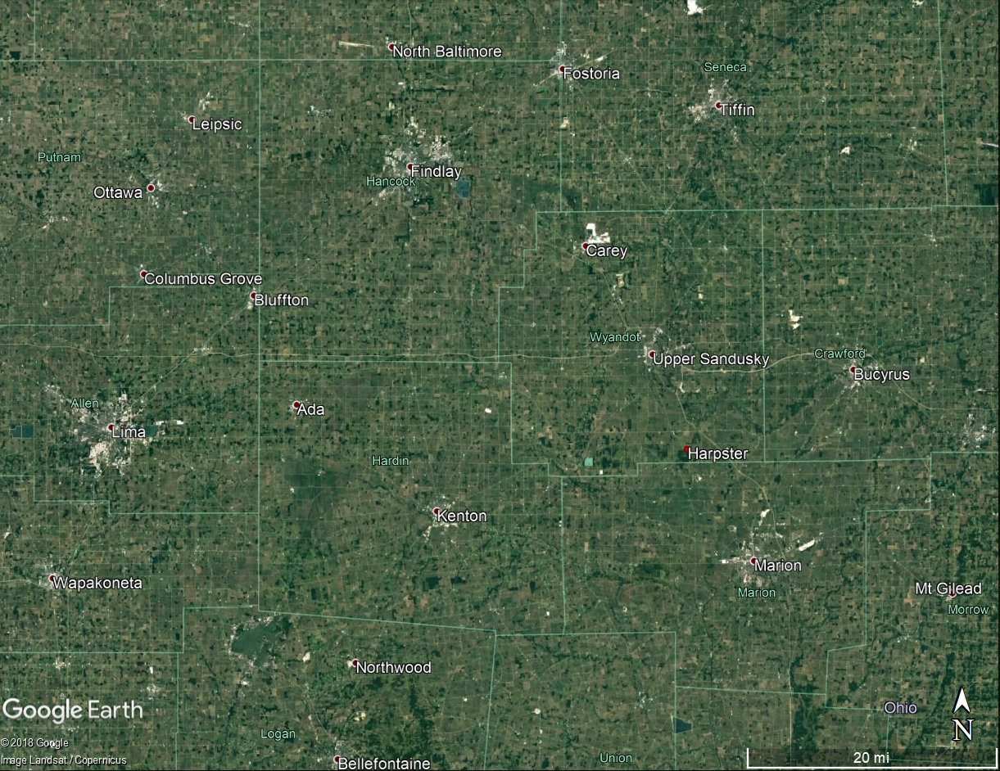 North Baltimore
Fostoria
Seneca
Tiffin
Leipsic
Putnam
Findlay
Hancock
Ottawa
Carey
Columbus Grove
Bluffton
Wyandot
Upper Sandusky
Crawford
Bucyrus
Allen
Ada
Lima
Harpster
Hardin
Kenton
Marion
Wapakoneta
Mt Gilead
Marion
Morrow
Northwood
Google Earth
Ohio
N
Logan
© 2018 Google
Image Landsat / Copernicus
Bellefontaine
Union
20 mi